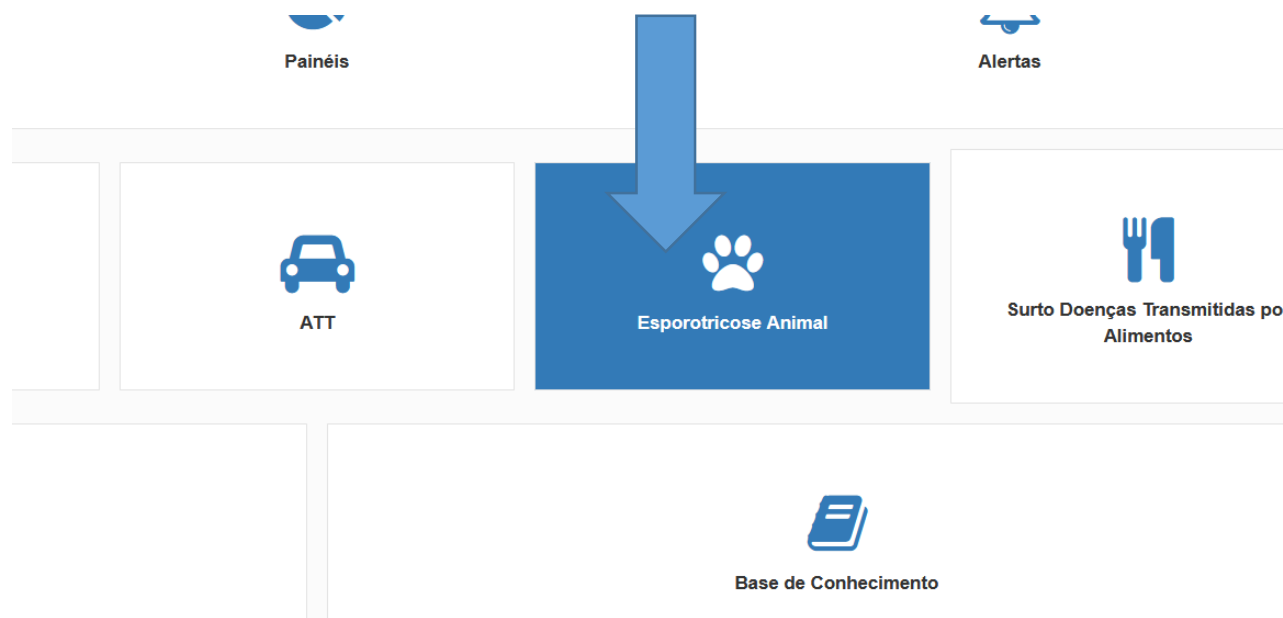 Painéis
Alertas
ATT
Esporotricose Animal
Surto Doenças Transmitidas po
Alimentos
Base de Conhecimento